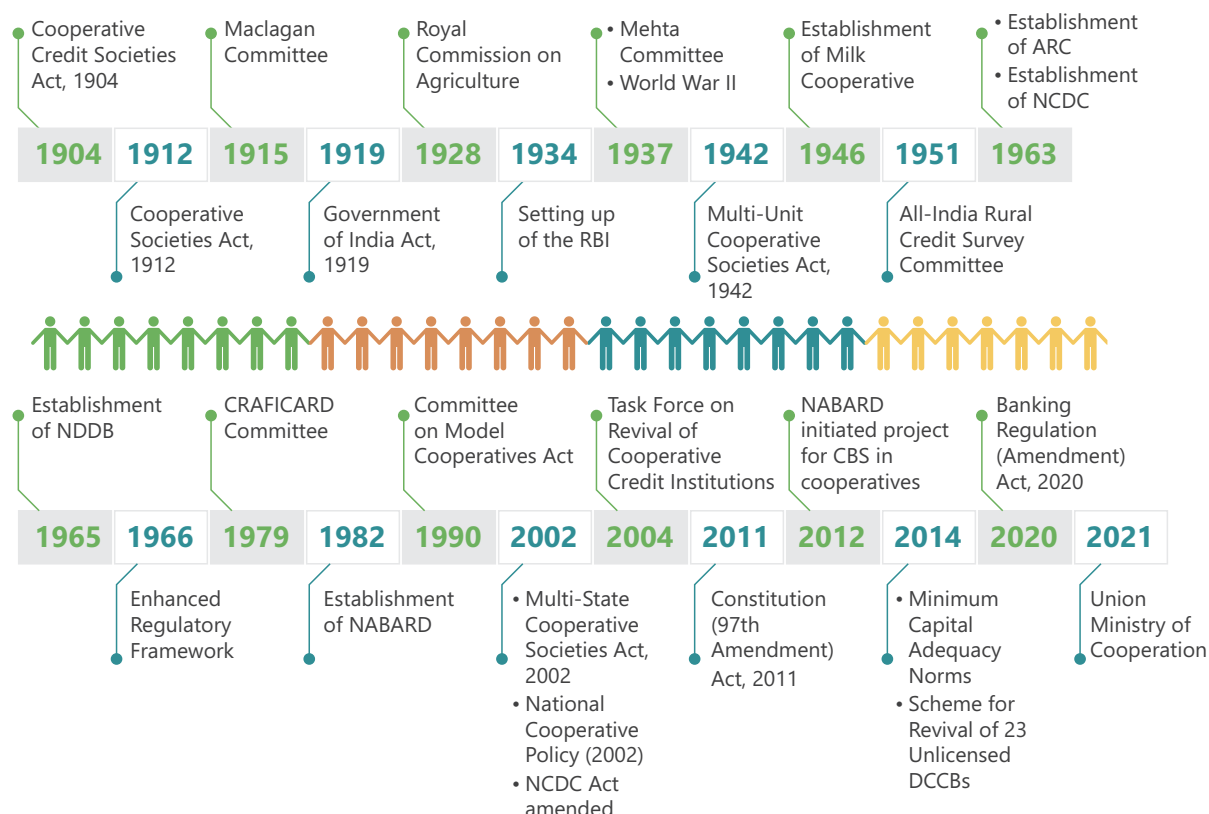 Cooperative
Credit Societies
Act, 1904
Maclagan
Committee
Royal
Commission on
Agriculture
• Mehta
Committee
• World War II
Establishment
of Milk
Cooperative
• Establishment
of ARC
• Establishment
of NCDC
1904 1912 1915 1919 1928 1934 1937 1942 1946 1951 1963
Cooperative
Societies Act,
1912
Government
of India Act,
1919
Setting up
of the RBI
Multi-Unit
Cooperative
Societies Act,
1942
All-India Rural
Credit Survey
Committee
Establishment
of NDDB
CRAFICARD
Committee
Committee
on Model
Cooperatives Act
Task Force on
Revival of
Cooperative
Credit Institutions
NABARD
initiated project
for CBS in
cooperatives
Banking
Regulation
(Amendment)
Act, 2020
1965 1966 1979 1982 1990 2002 2004 2011 2012 2014 2020 2021
Enhanced
Regulatory
Framework
Establishment
of NABARD
• Multi-State
Cooperative
Societies Act,
2002
• National
Cooperative
Policy (2002)
• NCDC Act
amended
Constitution
(97th
Amendment)
Act, 2011
• Minimum
Capital
Adequacy
Norms
• Scheme for
Revival of 23
Unlicensed
DCCBs
Union
Ministry of
Cooperation